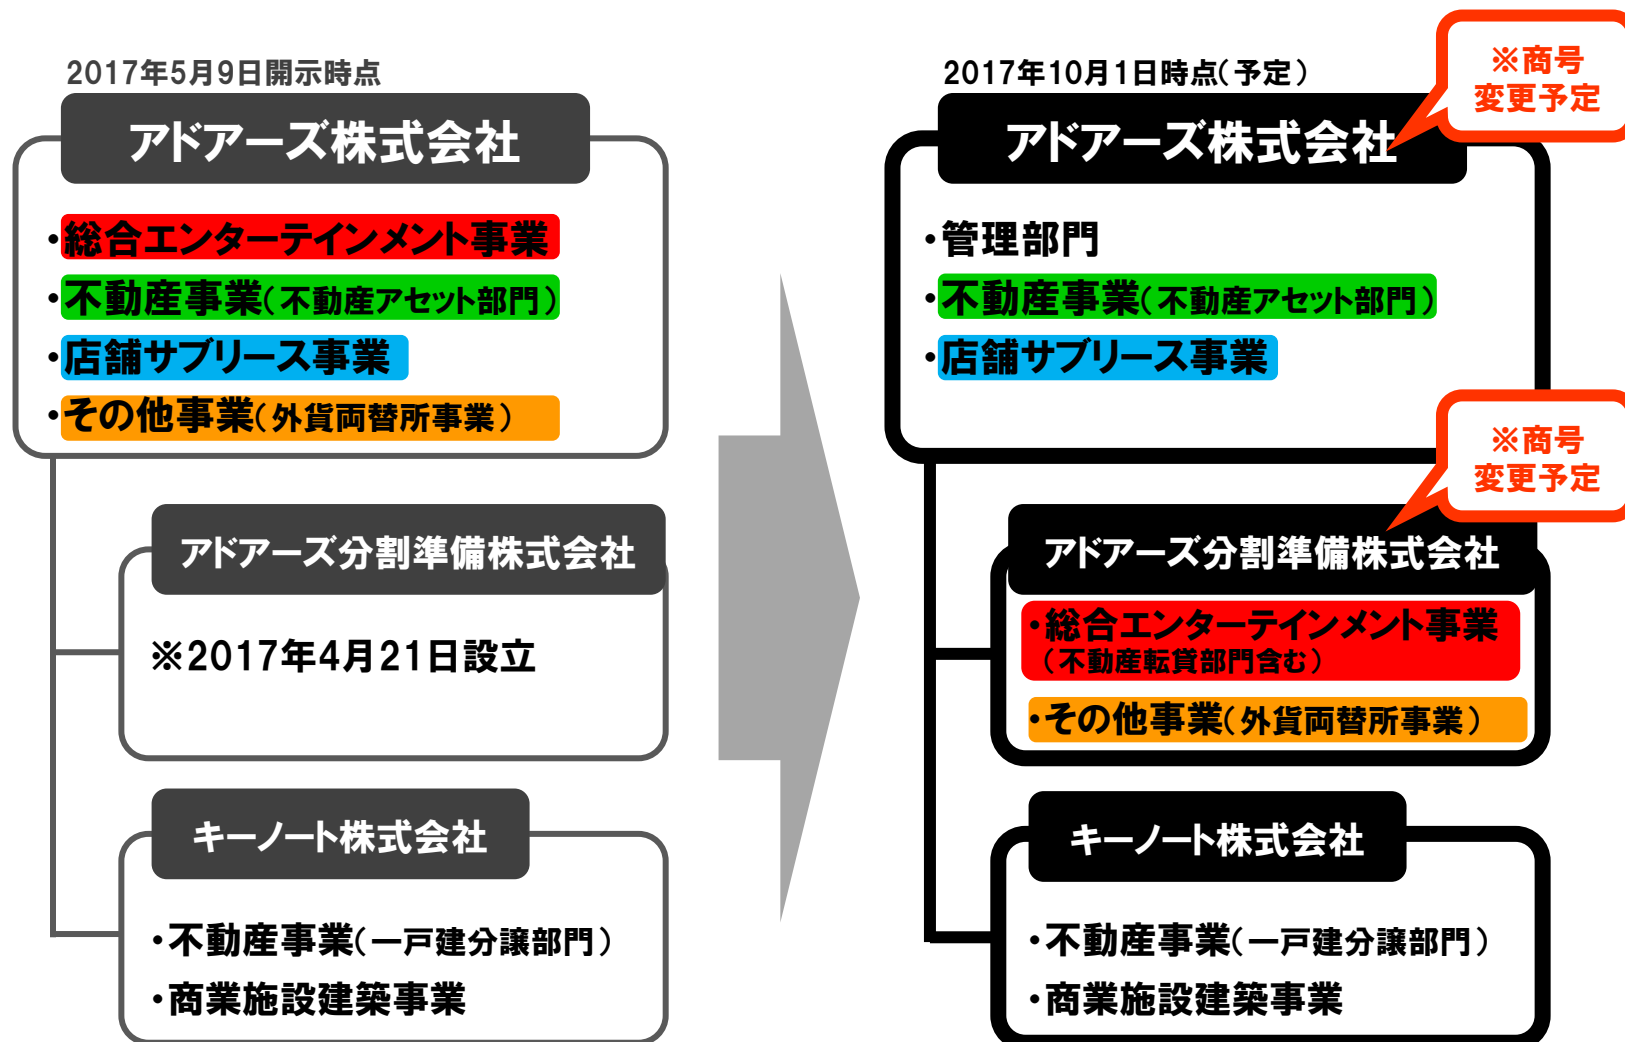 2017年5月9日開示時点
アドアーズ株式会社
・総合エンターテインメント事業
・不動産事業(不動産アセット部門)
・店舗サブリース事業
・その他事業(外貨両替所事業)
アドアーズ分割準備株式会社
※2017年4月21日設立
キーノート株式会社
・不動産事業(一戸建分譲部門)
・商業施設建築事業
2017年10月1日時点(予定)
※商号
変更予定
アドアーズ株式会社
・管理部門
・不動産事業(不動産アセット部門)
・店舗サブリース事業
※商号
変更予定
アドアーズ分割準備株式会社
・総合エンターテインメント事業
(不動産転貸部門含む)
・その他事業(外貨両替所事業)
キーノート株式会社
・不動産事業(一戸建分譲部門)
・商業施設建築事業